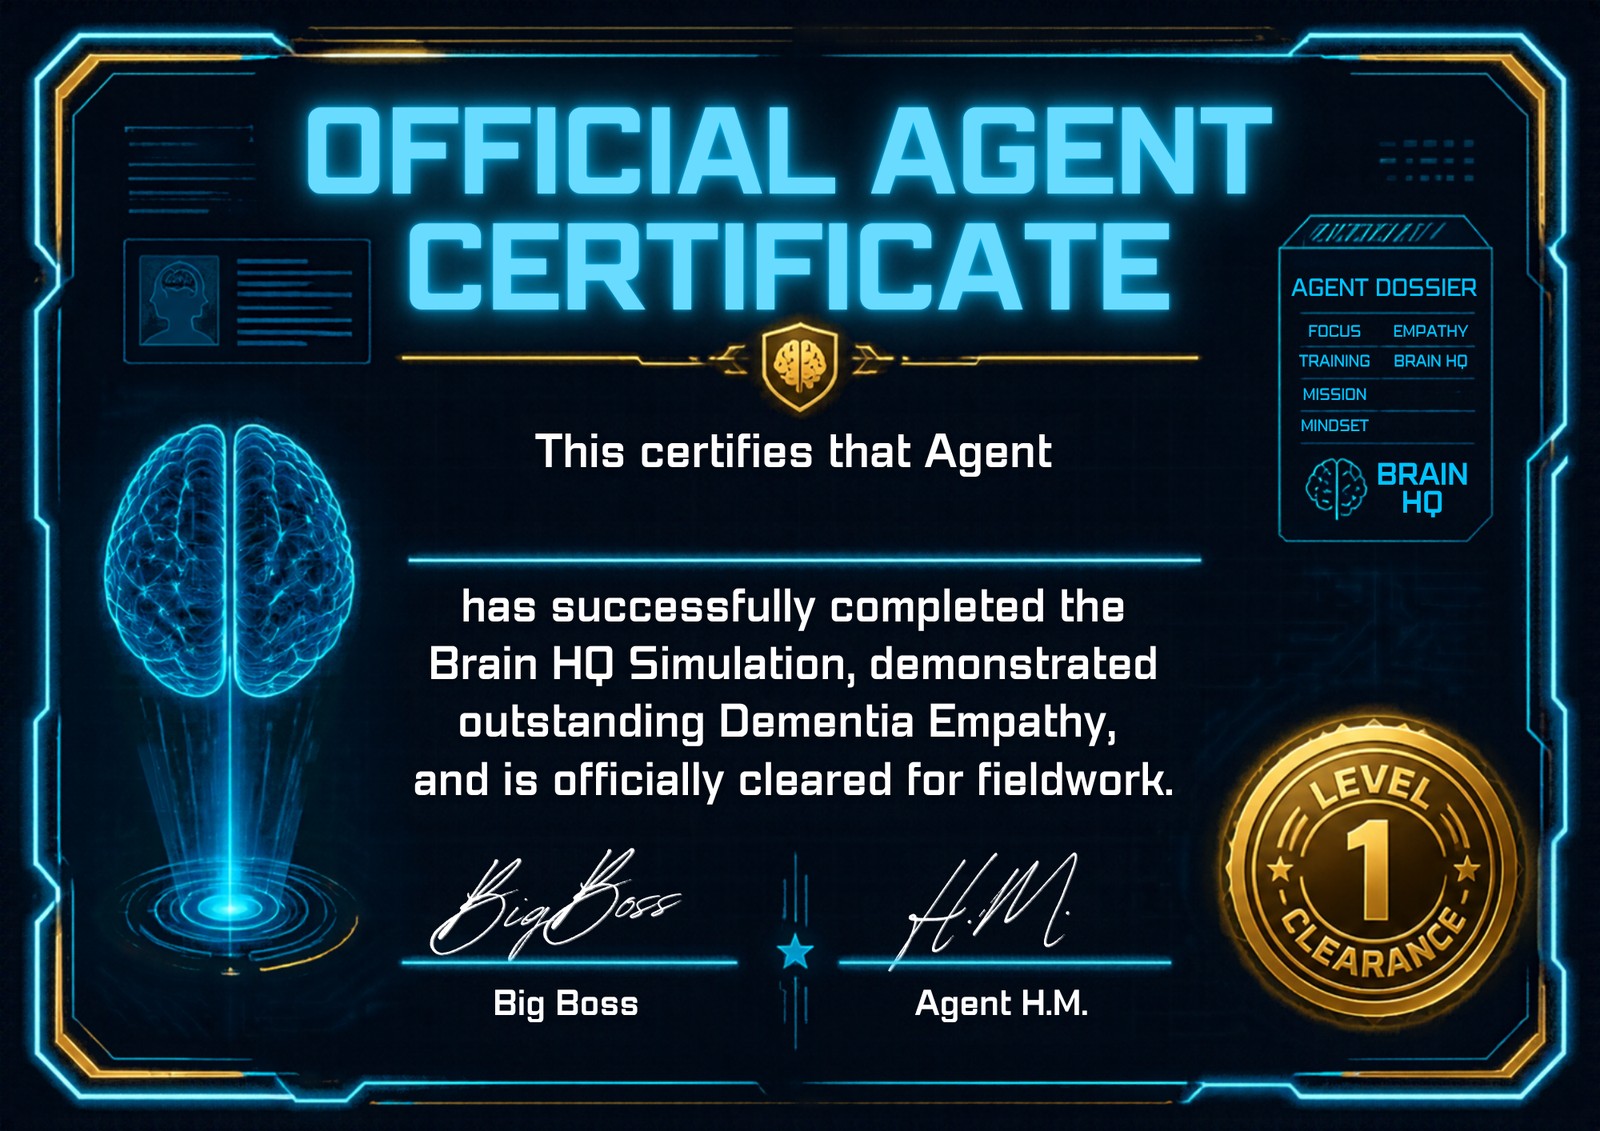 OFFICIAL AGENT
CERTIFICATE
AGENT DOSSIER
FOCUS EMPATHY
TRAINING BRAIN HQ
MISSION
MINDSET
BRAIN
HQ
This certifies that Agent
has successfully completed the
Brain HQ Simulation, demonstrated
outstanding Dementia Empathy,
and is officially cleared for fieldwork.
LEVEL
1
CLEARANCE
Big Boss H.M.
Big Boss Agent H.M.